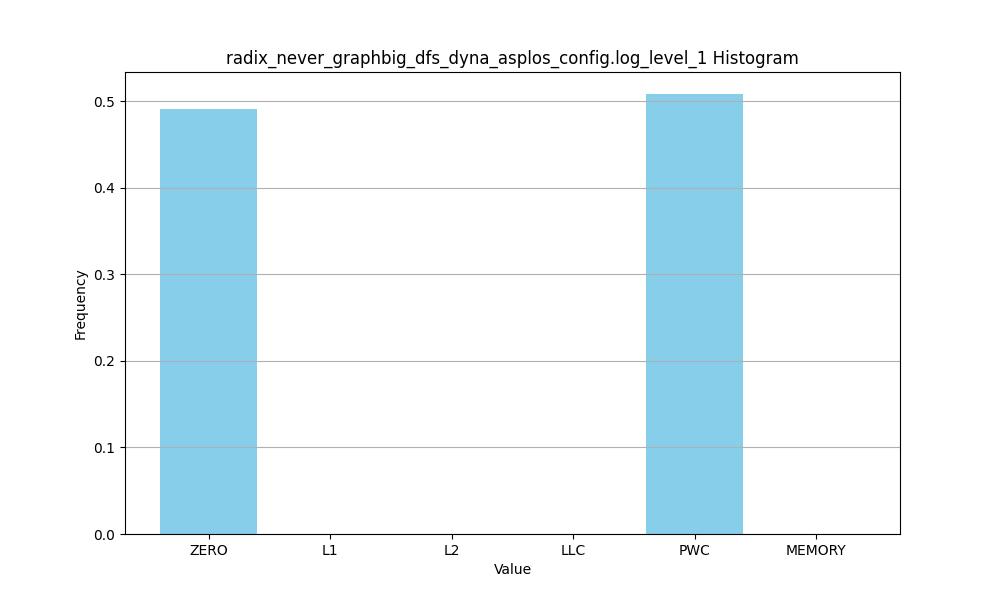 radix_never_graphbig_dfs_dyna_asplos_config.log_level_1 Histogram
Frequency
0.5
0.4
0.3
0.2
0.1
0.0
ZERO L1 L2 LLC PWC MEMORY
Value